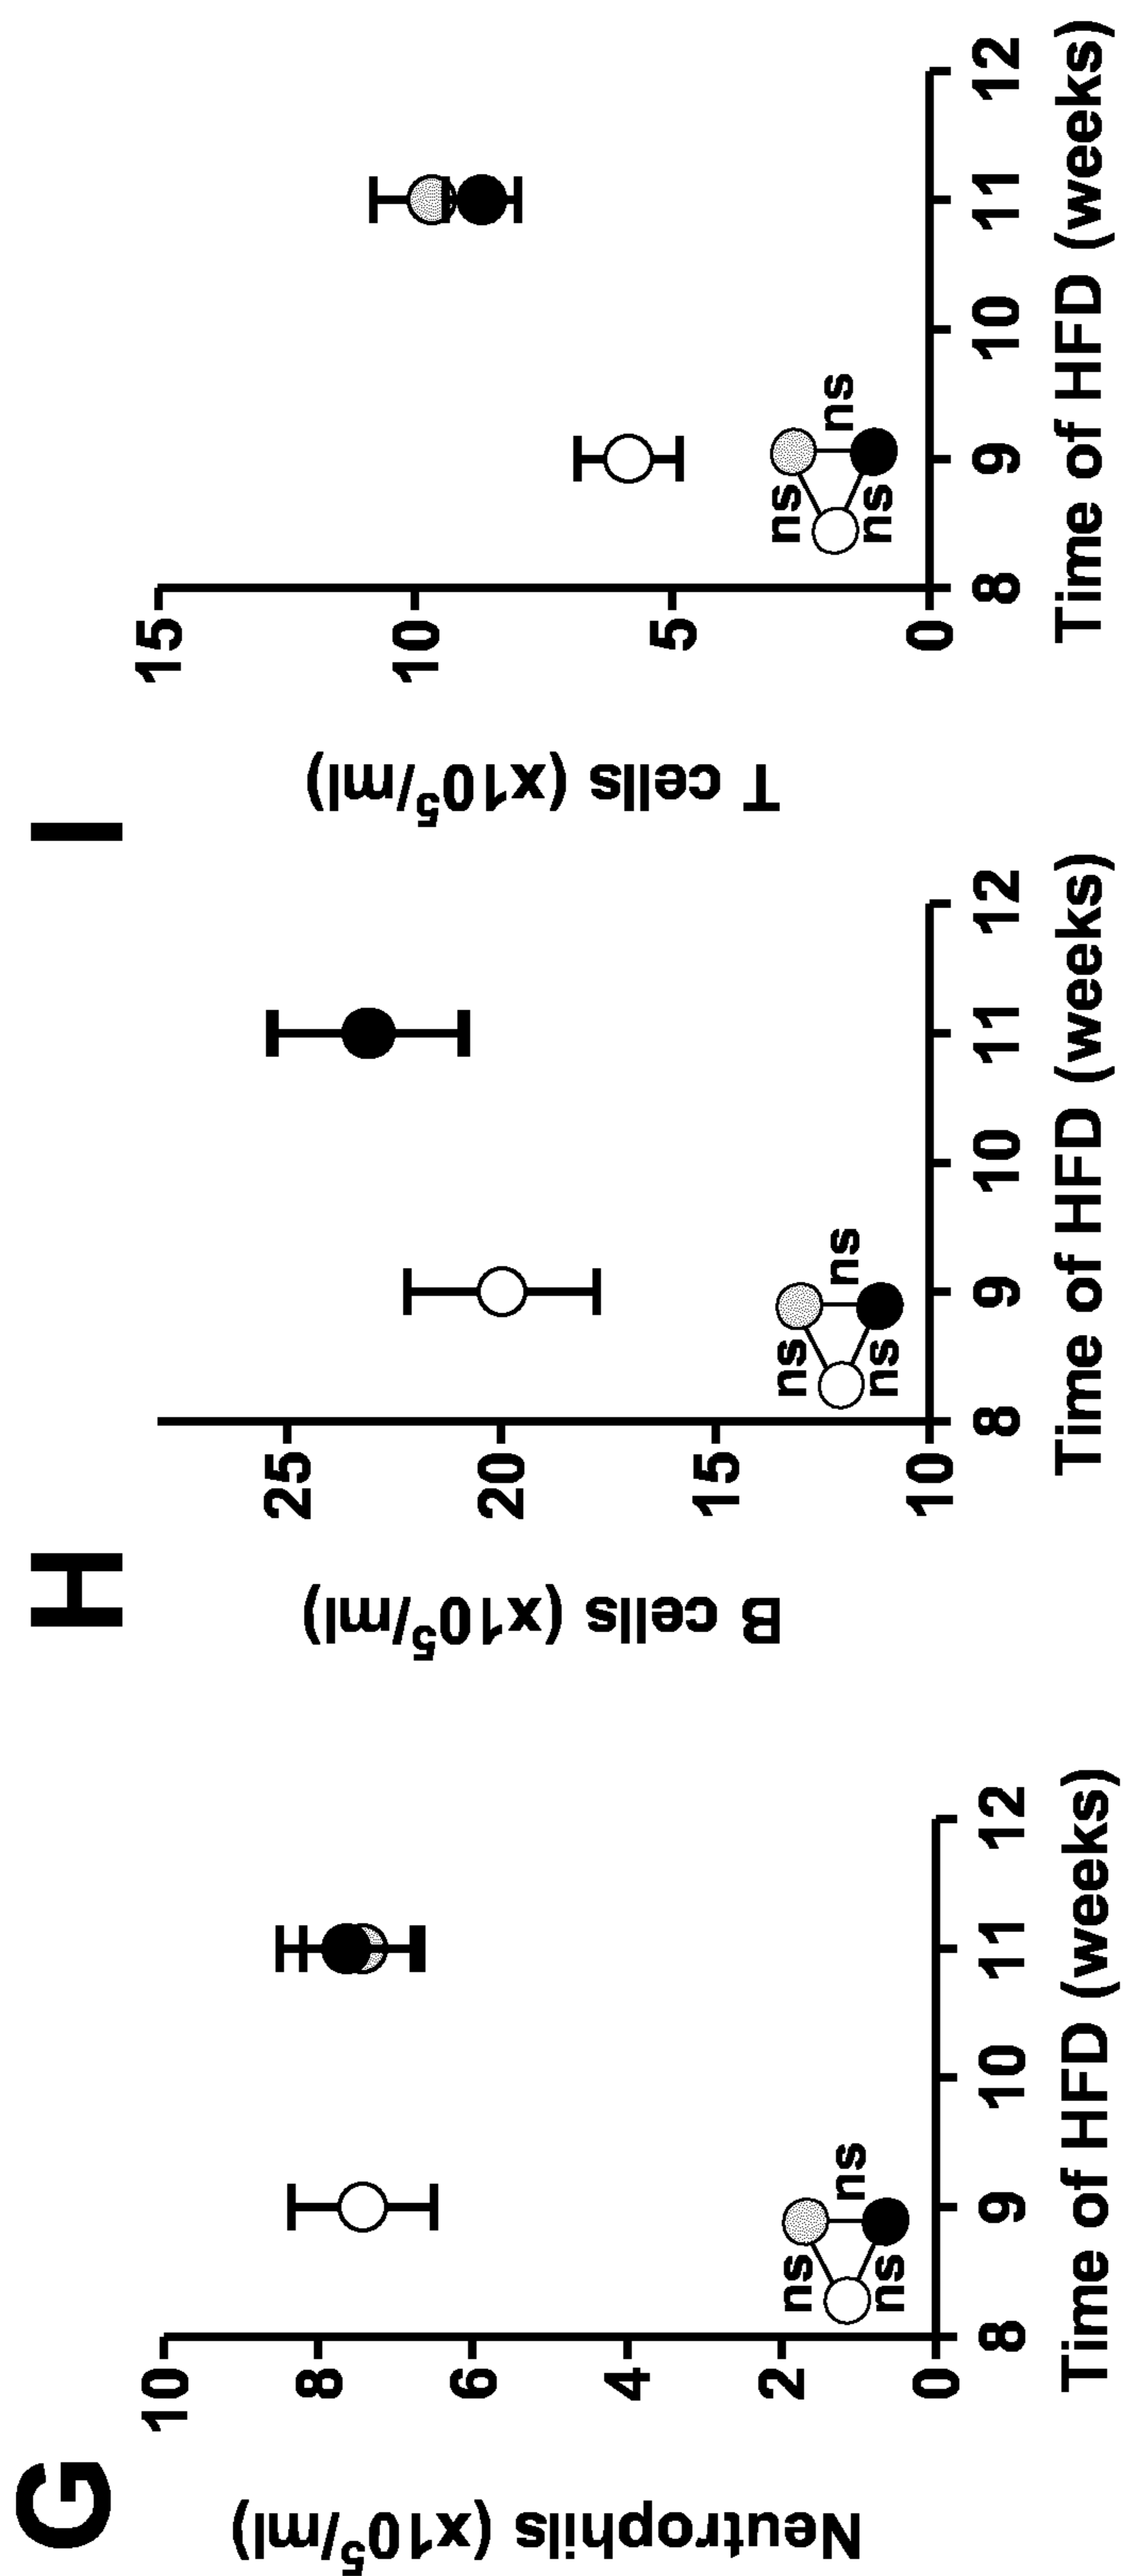 G
Neutrophils (x10⁵/ml)
10
8
6
4
2
0
ns
ns
ns
8
9
10
11
12
Time of HFD (weeks)
H
B cells (x10⁵/ml)
25
20
15
10
ns
ns
ns
8
9
10
11
12
Time of HFD (weeks)
I
T cells (x10⁵/ml)
15
10
5
0
ns
ns
ns
8
9
10
11
12
Time of HFD (weeks)